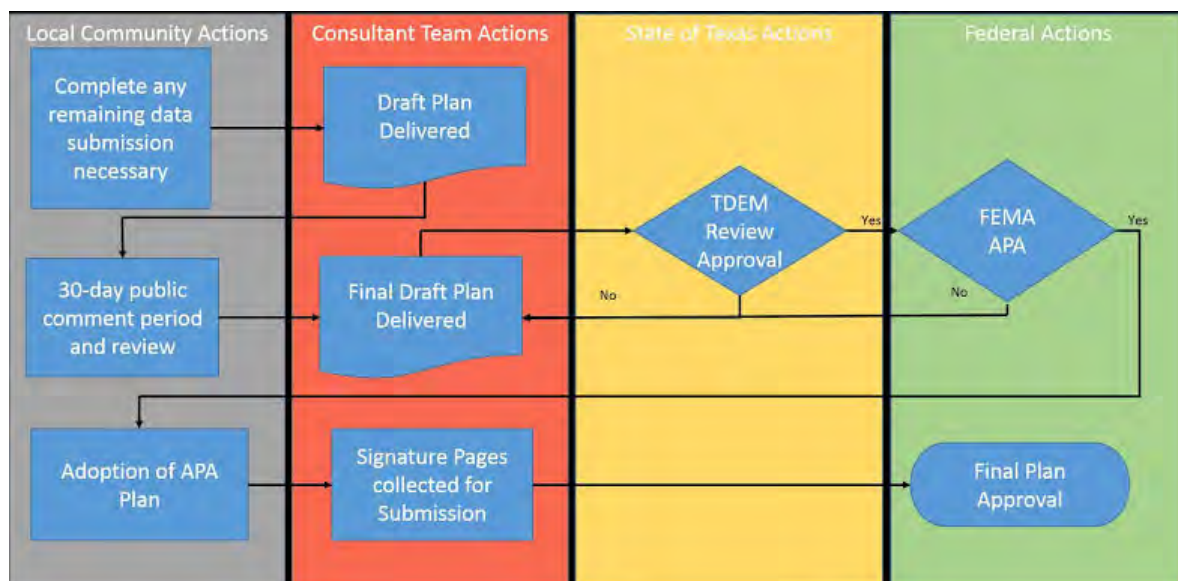 Local Community Actions
Consultant Team Actions
State of Texas Actions
Federal Actions
Complete any
remaining data
submission
necessary
Draft Plan
Delivered
TDEM
Review
Approval
Yes
FEMA
APA
Yes
30-day public
comment period
and review
Final Draft Plan
Delivered
No
No
Adoption of APA
Plan
Signature Pages
collected for
Submission
Final Plan
Approval